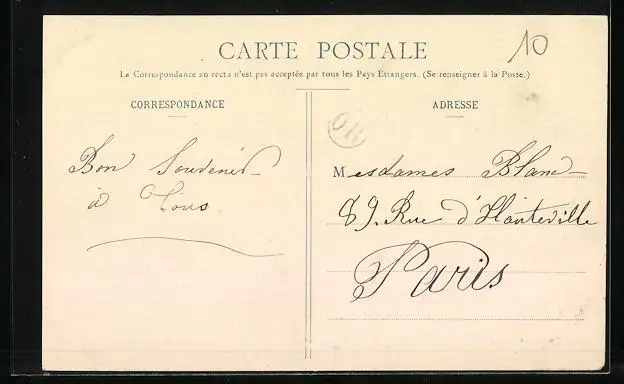 CARTE POSTALE
10
La Correspondance au recto n'est pas acceptée par tous les Pays Étrangers. (Se renseigner à la Poste.)
CORRESPONDANCE
Bon Souvenir
à Tous
ADRESSE
OR
Mesdames Blanc
89. Rue d'Hauteville
Paris